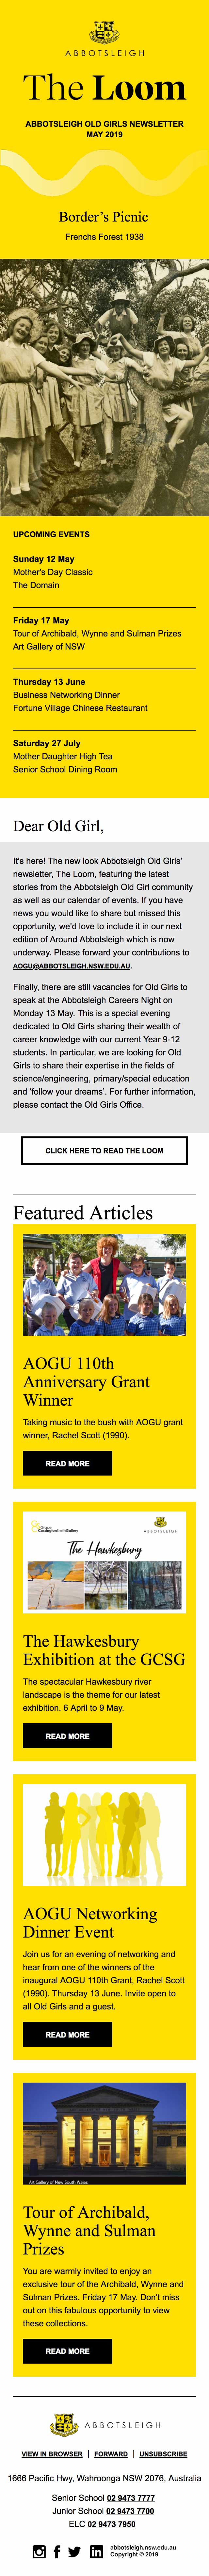 ABBOTSLEIGH
The Loom
ABBOTSLEIGH OLD GIRLS NEWSLETTER
MAY 2019
Border's Picnic
Frenchs Forest 1938
UPCOMING EVENTS
Sunday 12 May
Mother's Day Classic
The Domain
Friday 17 May
Tour of Archibald, Wynne and Sulman Prizes
Art Gallery of NSW
Thursday 13 June
Business Networking Dinner
Fortune Village Chinese Restaurant
Saturday 27 July
Mother Daughter High Tea
Senior School Dining Room
Dear Old Girl,
It's here! The new look Abbotsleigh Old Girls'
newsletter, The Loom, featuring the latest
stories from the Abbotsleigh Old Girl community
as well as our calendar of events. If you have
news you would like to share but missed this
opportunity, we'd love to include it in our next
edition of Around Abbotsleigh which is now
underway. Please forward your contributions to
AOGU@ABBOTSLEIGH.NSW.EDU.AU.
Finally, there are still vacancies for Old Girls to
speak at the Abbotsleigh Careers Night on
Monday 13 May. This is a special evening
dedicated to Old Girls sharing their wealth of
career knowledge with our current Year 9-12
students. In particular, we are looking for Old
Girls to share their expertise in the fields of
science/engineering, primary/special education
and 'follow your dreams'. For further information,
please contact the Old Girls Office.
CLICK HERE TO READ THE LOOM
Featured Articles
AOGU 110th
Anniversary Grant
Winner
Taking music to the bush with AOGU grant
winner, Rachel Scott (1990).
READ MORE
Grace
CossingtonSmithGallery
ABBOTSLEIGH
The Hawkesbury
The Hawkesbury
Exhibition at the GCSG
The spectacular Hawkesbury river
landscape is the theme for our latest
exhibition. 6 April to 9 May.
READ MORE
AOGU Networking
Dinner Event
Join us for an evening of networking and
hear from one of the winners of the
inaugural AOGU 110th Grant, Rachel Scott
(1990). Thursday 13 June. Invite open to
all Old Girls and a guest.
READ MORE
Art Gallery of New South Wales
Tour of Archibald,
Wynne and Sulman
Prizes
You are warmly invited to enjoy an
exclusive tour of the Archibald, Wynne and
Sulman Prizes. Friday 17 May. Don't miss
out on this fabulous opportunity to view
these collections.
READ MORE
ABBOTSLEIGH
VIEW IN BROWSER | FORWARD | UNSUBSCRIBE
1666 Pacific Hwy, Wahroonga NSW 2076, Australia
Senior School 02 9473 7777
Junior School 02 9473 7700
ELC 02 9473 7950
abbotsleigh.nsw.edu.au
Copyright © 2019